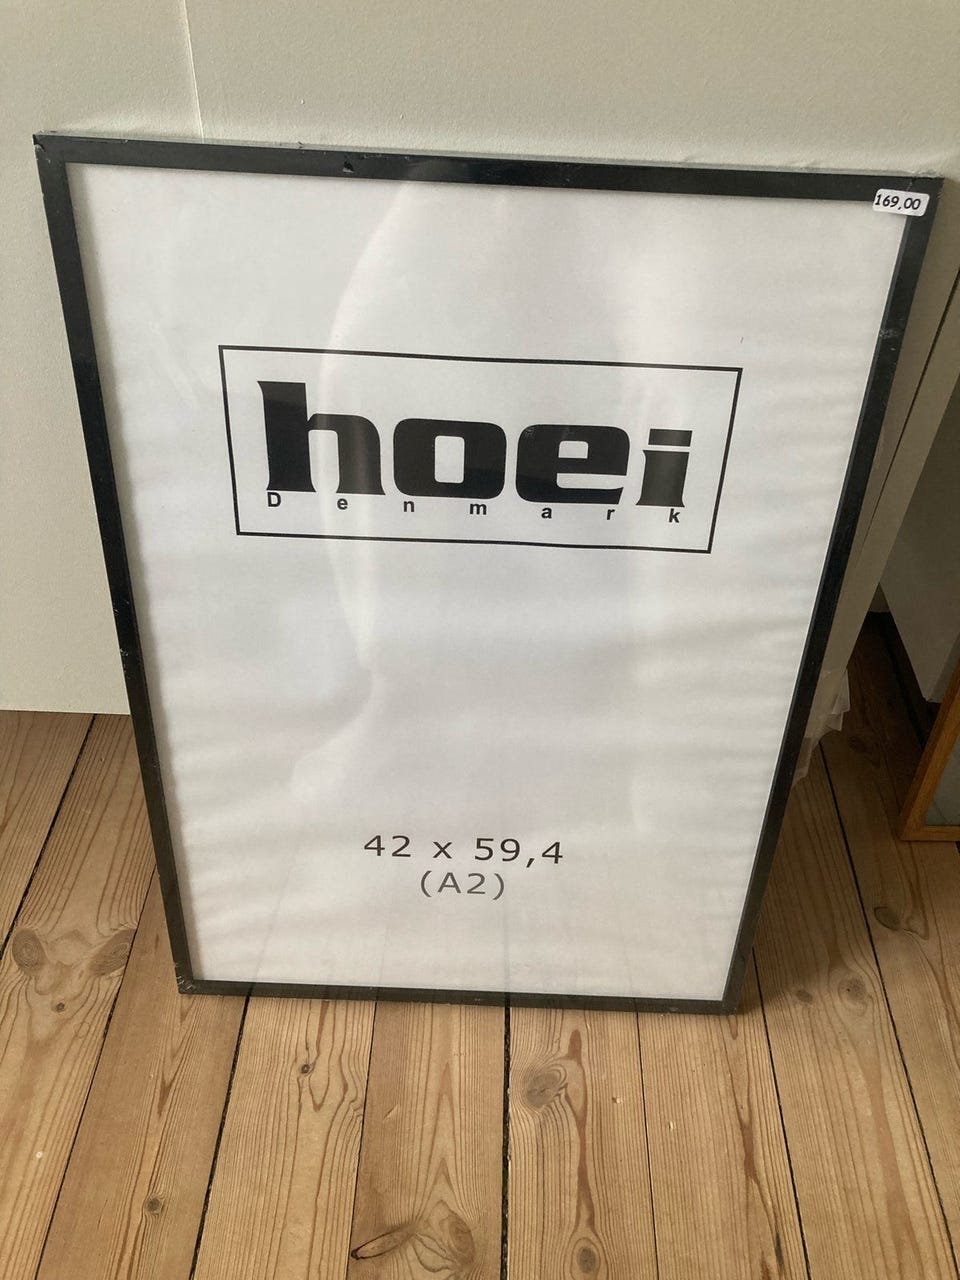 169,00
hoei
Denmark
42 x 59,4
(A2)